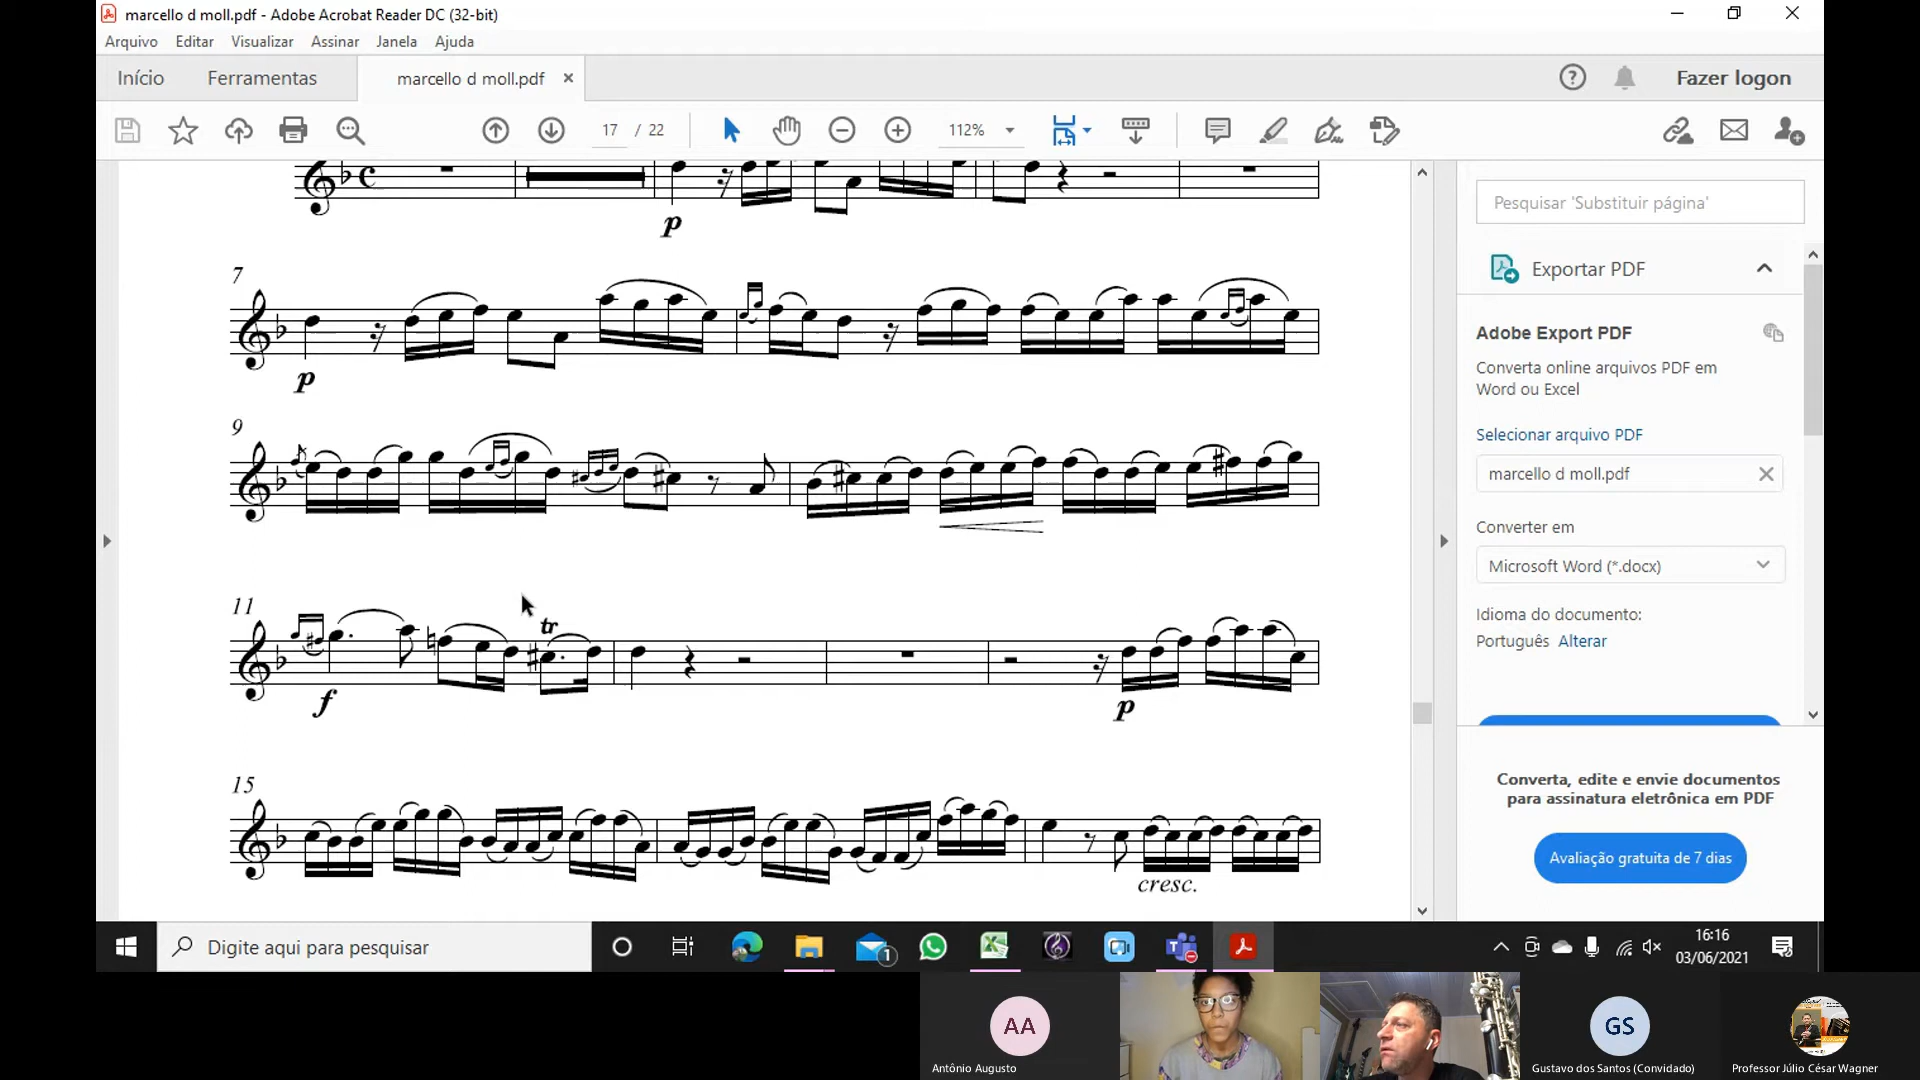 marcello d moll.pdf - Adobe Acrobat Reader DC (32-bit)
Arquivo Editar Visualizar Assinar Janela Ajuda
Início Ferramentas marcello d moll.pdf Fazer logon
17 / 22 112%
p
7
p
9
11
tr
f
p
15
cresc.
Pesquisar 'Substituir página'
Exportar PDF
Adobe Export PDF
Converta online arquivos PDF em
Word ou Excel
Selecionar arquivo PDF
marcello d moll.pdf
Converter em
Microsoft Word (*.docx)
Idioma do documento:
Português Alterar
Converta, edite e envie documentos
para assinatura eletrônica em PDF
Avaliação gratuita de 7 dias
Digite aqui para pesquisar
1
16:16
03/06/2021
AA
GS
Antônio Augusto
Gustavo dos Santos (Convidado)
Professor Júlio César Wagner